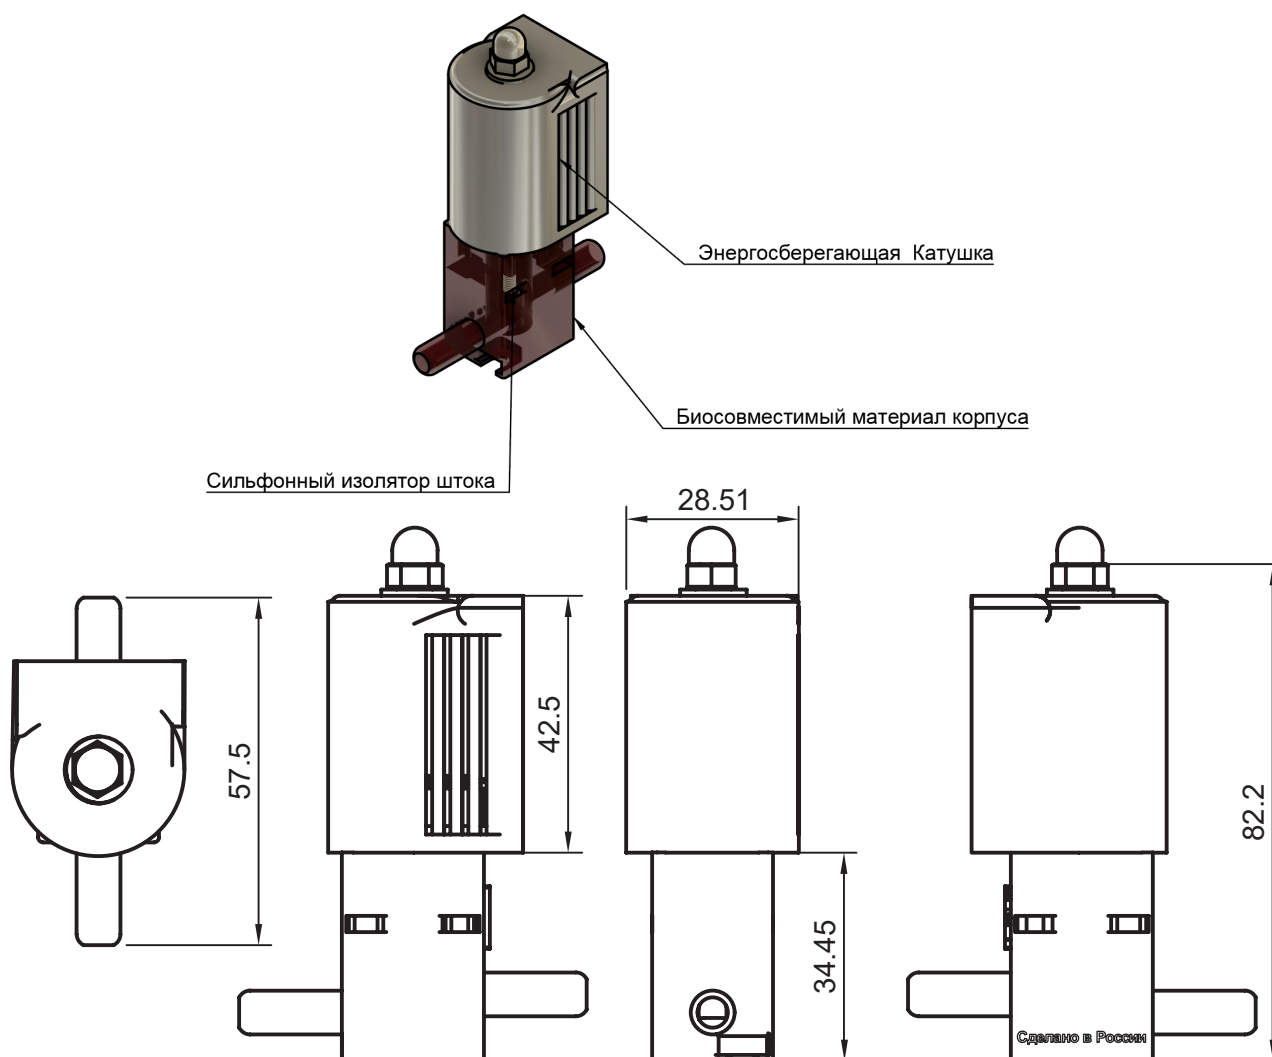 Энергосберегающая Катушка
Биосовместимый материал корпуса
Сильфонный изолятор штока
28.51
57.5
42.5
34.45
82.2
Сделано в России